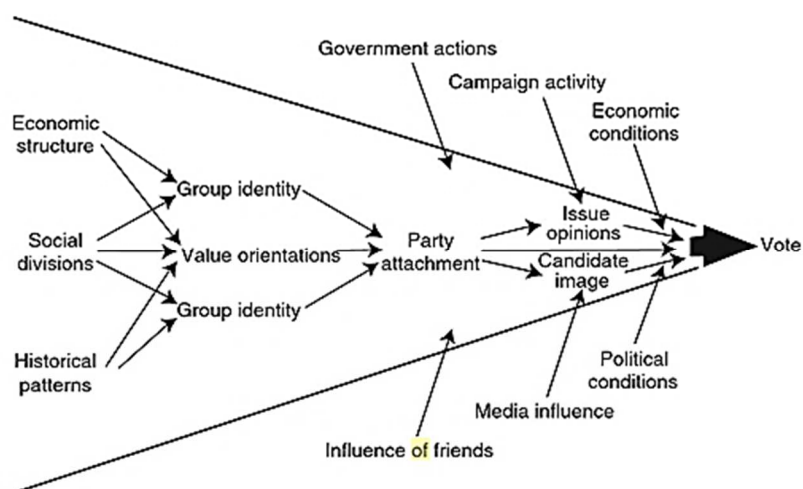 Government actions
Campaign activity
Economic
conditions
Economic
structure
Group identity
Issue
opinions
Social
divisions
Value orientations
Party
attachment
Candidate
image
Vote
Group identity
Historical
patterns
Political
conditions
Media influence
Influence of friends